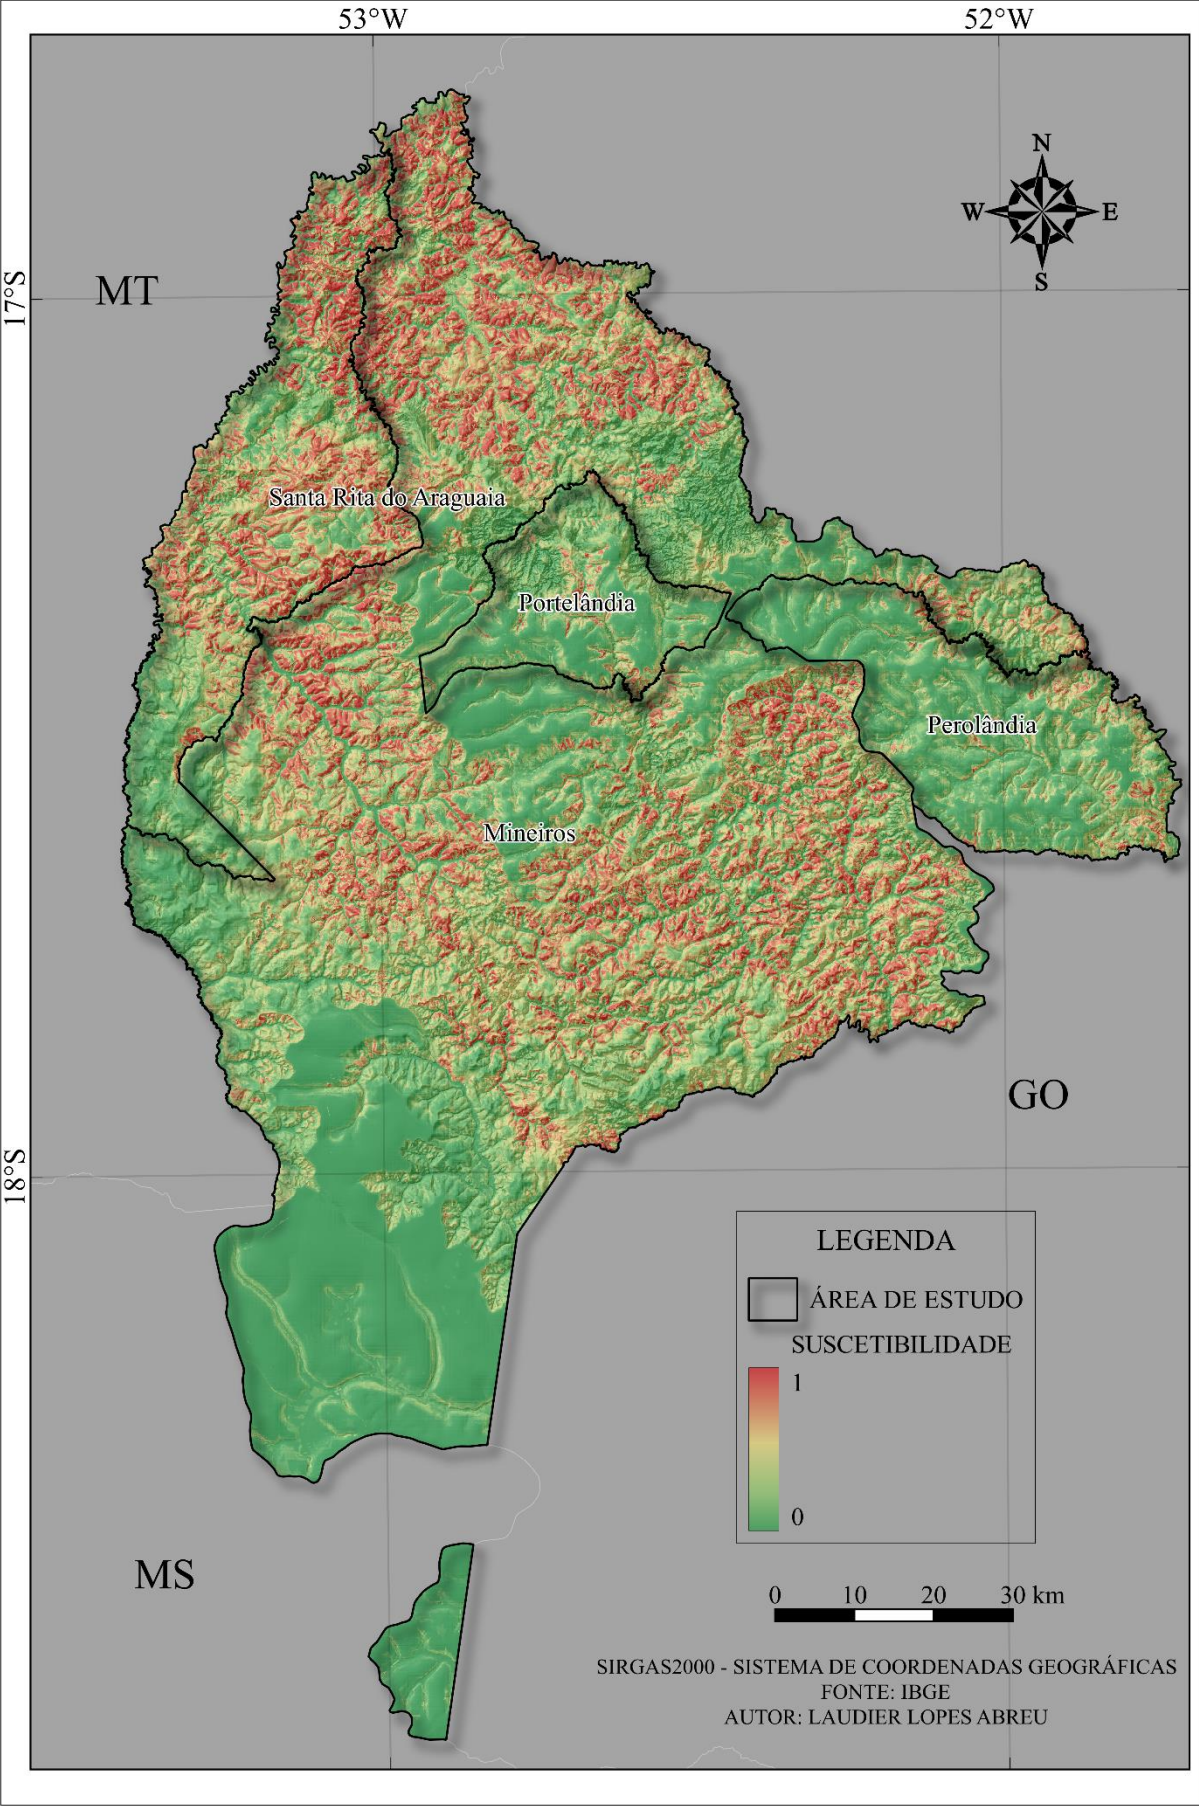 53°W
52°W
N
W
E
S
17°S
MT
Santa Rita do Araguaia
Portelândia
Perolândia
Mineiros
GO
18°S
LEGENDA
ÁREA DE ESTUDO
SUSCETIBILIDADE
1
0
MS
0 10 20 30 km
SIRGAS2000 - SISTEMA DE COORDENADAS GEOGRÁFICAS
FONTE: IBGE
AUTOR: LAUDIER LOPES ABREU